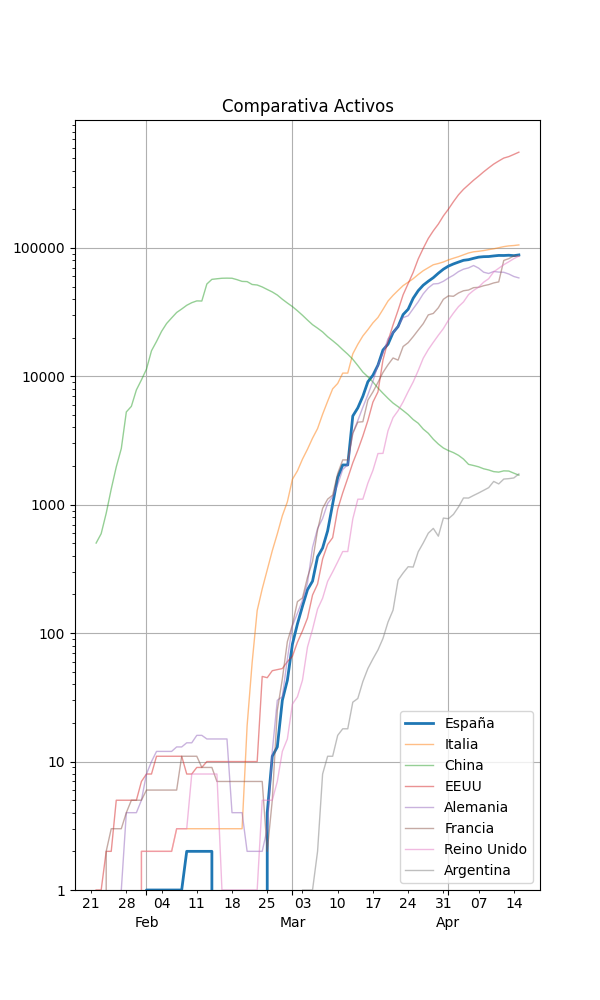 Comparativa Activos
100000
10000
1000
100
10
1
España
Italia
China
EEUU
Alemania
Francia
Reino Unido
Argentina
21 28 04 11 18 25 03 10 17 24 31 07 14
Feb Mar Apr